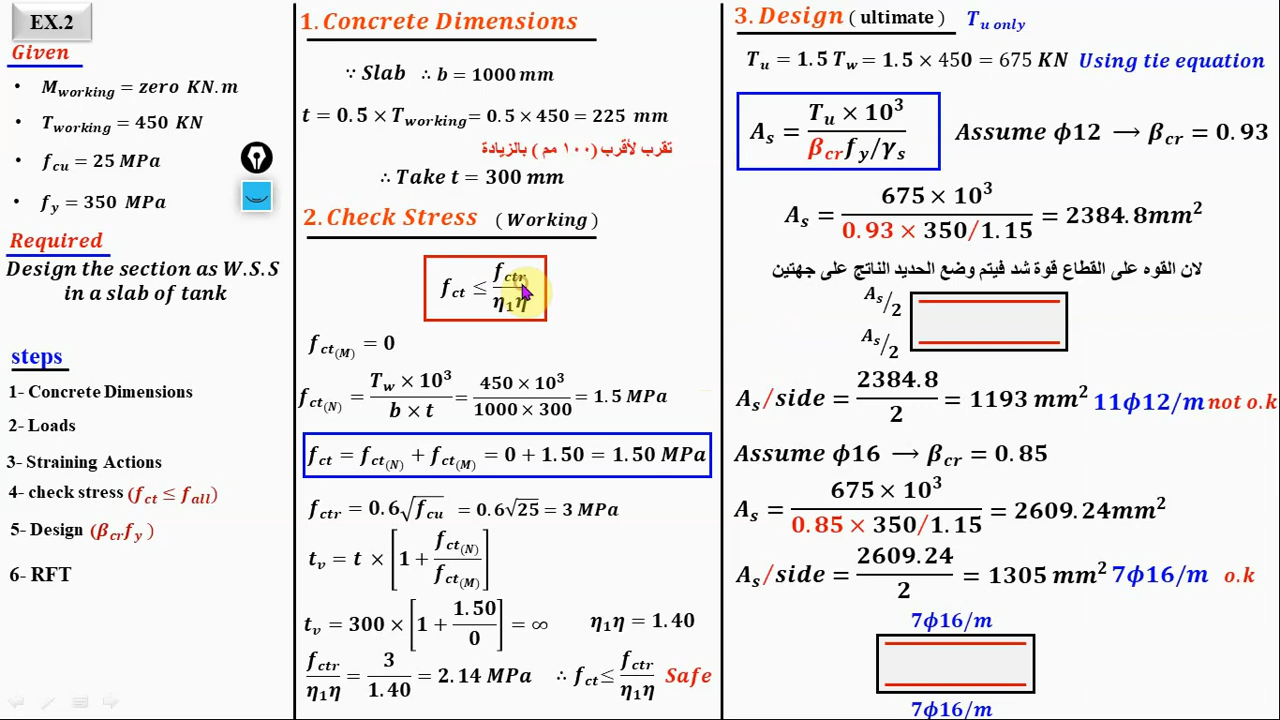 EX.2
Given
• M_working = zero KN.m
• T_working = 450 KN
• f_cu = 25 MPa
• f_y = 350 MPa
Required
Design the section as W.S.S
in a slab of tank
steps
1- Concrete Dimensions
2- Loads
3- Straining Actions
4- check stress (f_ct ≤ f_all)
5- Design (β_cr f_y)
6- RFT
1. Concrete Dimensions
∵ Slab ∴ b = 1000 mm
t = 0.5 × T_working = 0.5 × 450 = 225 mm
تقرب لأقرب (١٠٠ مم) بالزيادة
∴ Take t = 300 mm
2. Check Stress (Working)
f_ct ≤ f_ctr / η₁η
f_ct(M) = 0
f_ct(N) = T_w × 10³ / b × t = 450 × 10³ / 1000 × 300 = 1.5 MPa
f_ct = f_ct(N) + f_ct(M) = 0 + 1.50 = 1.50 MPa
f_ctr = 0.6√f_cu = 0.6√25 = 3 MPa
t_v = t × [1 + f_ct(N) / f_ct(M)]
t_v = 300 × [1 + 1.50 / 0] = ∞ η₁η = 1.40
f_ctr / η₁η = 3 / 1.40 = 2.14 MPa ∴ f_ct ≤ f_ctr / η₁η Safe
3. Design (ultimate) T_u only
T_u = 1.5 T_w = 1.5 × 450 = 675 KN Using tie equation
A_s = T_u × 10³ / β_cr f_y/γ_s Assume ϕ12 → β_cr = 0.93
A_s = 675 × 10³ / 0.93 × 350/1.15 = 2384.8mm²
لان القوه على القطاع قوة شد فيتم وضع الحديد الناتج على جهتين
A_s/2
A_s/2
A_s/side = 2384.8 / 2 = 1193 mm² 11ϕ12/m not o.k
Assume ϕ16 → β_cr = 0.85
A_s = 675 × 10³ / 0.85 × 350/1.15 = 2609.24mm²
A_s/side = 2609.24 / 2 = 1305 mm² 7ϕ16/m o.k
7ϕ16/m
7ϕ16/m